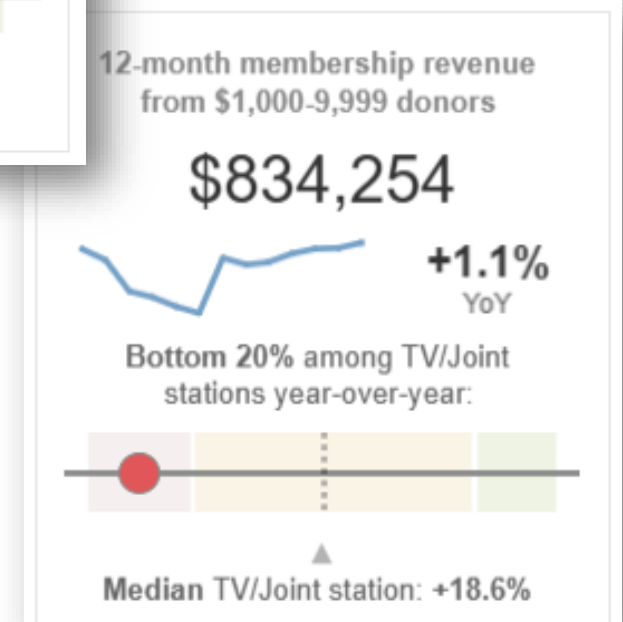 12-month membership revenue
from $1,000-9,999 donors
$834,254
+1.1%
YoY
Bottom 20% among TV/Joint
stations year-over-year:
Median TV/Joint station: +18.6%